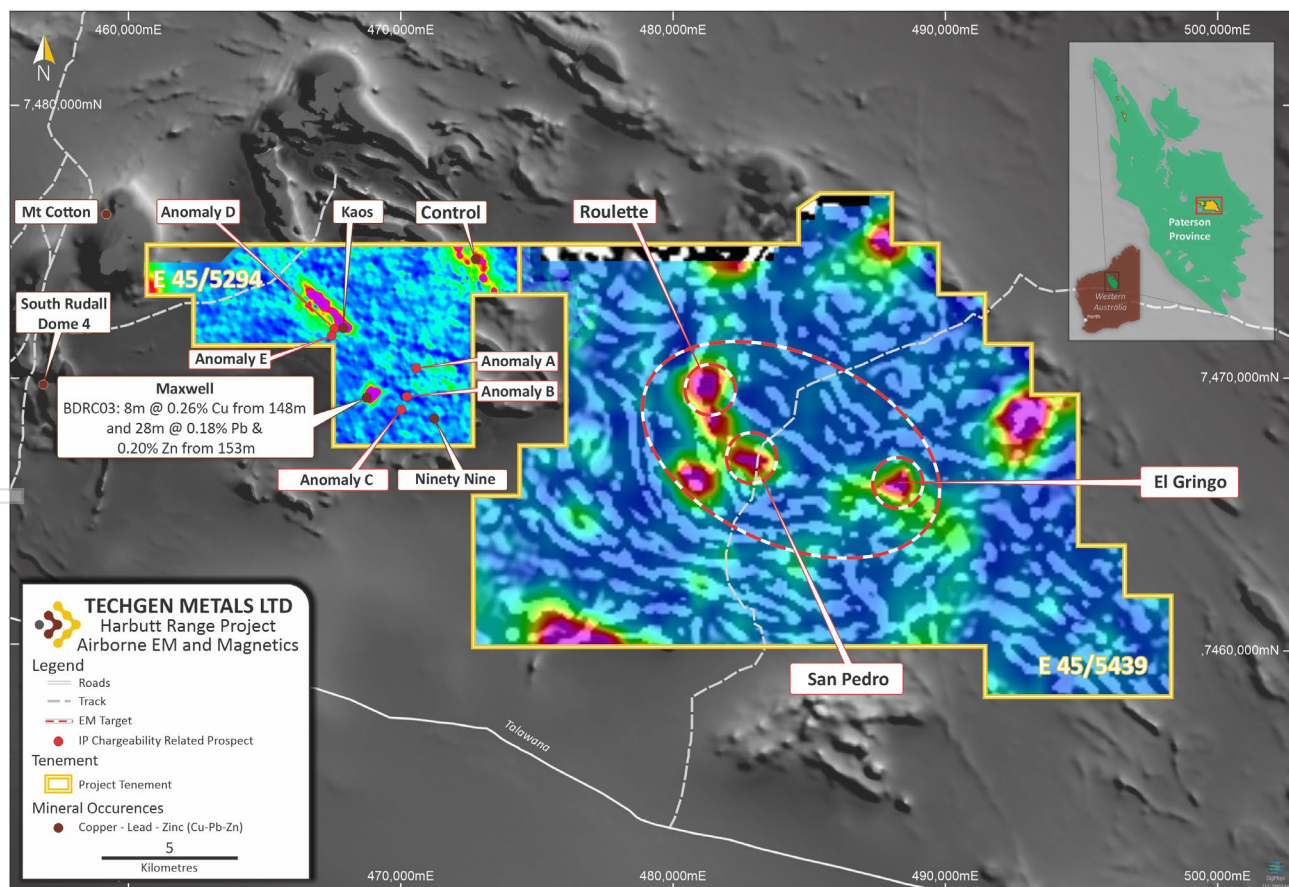 460,000mE
470,000mE
480,000mE
490,000mE
500,000mE
N
7,480,000mN
Paterson
Province
Western
Australia
Perth
Mt Cotton
Anomaly D
Kaos
Control
Roulette
E 45/5294
South Rudall
Dome 4
Anomaly E
Anomaly A
7,470,000mN
Maxwell
BDRC03: 8m @ 0.26% Cu from 148m
and 28m @ 0.18% Pb &
0.20% Zn from 153m
Anomaly B
Anomaly C
Ninety Nine
El Gringo
San Pedro
E 45/5439
7,460,000mN
TECHGEN METALS LTD
Harbutt Range Project
Airborne EM and Magnetics
Legend
Roads
Track
EM Target
IP Chargeability Related Prospect
Tenement
Project Tenement
Mineral Occurences
Copper - Lead - Zinc (Cu-Pb-Zn)
5
Kilometres
Talawana
470,000mE
480,000mE
490,000mE
500,000mE